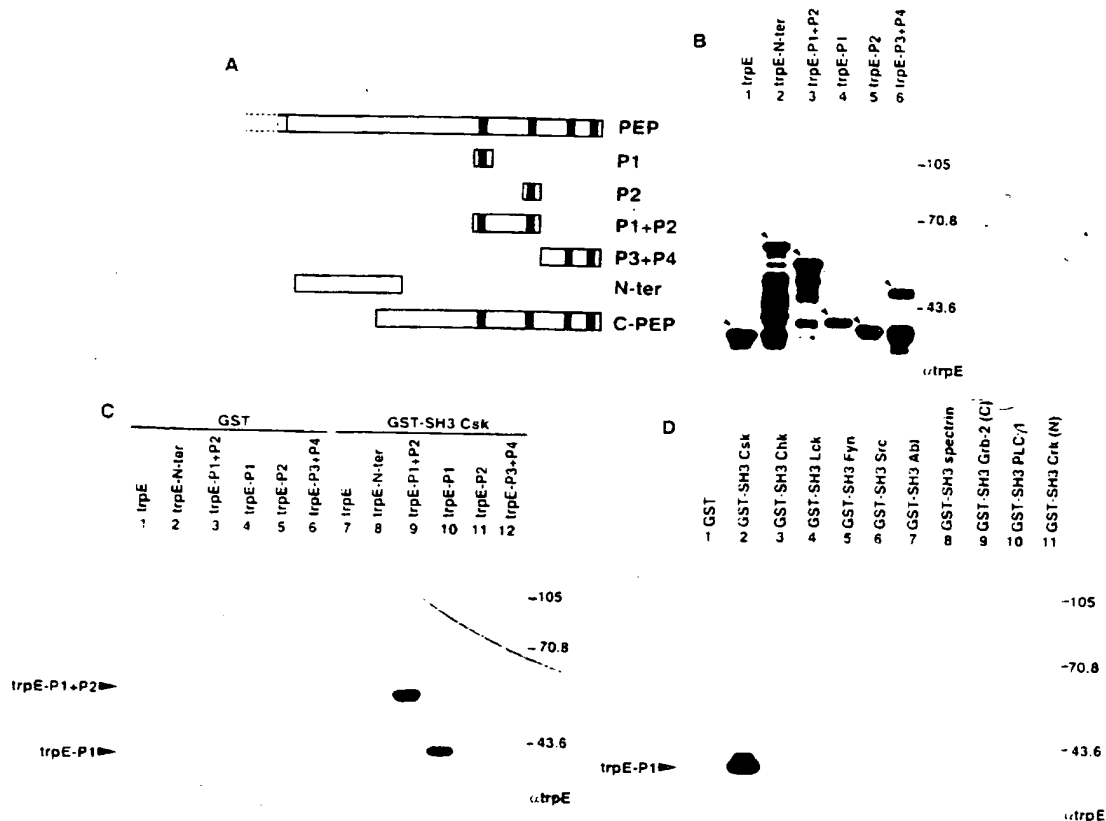 A
PEP
P1
P2
P1+P2
P3+P4
N-ter
C-PEP
B
trpE
trpE-N-ter
trpE-P1+P2
trpE-P1
trpE-P2
trpE-P3+P4
1 2 3 4 5 6
-105
-70.8
-43.6
αtrpE
C
GST
GST-SH3 Csk
trpE
trpE-N-ter
trpE-P1+P2
trpE-P1
trpE-P2
trpE-P3+P4
trpE
trpE-N-ter
trpE-P1+P2
trpE-P1
trpE-P2
trpE-P3+P4
1 2 3 4 5 6 7 8 9 10 11 12
-105
-70.8
trpE-P1+P2
-43.6
trpE-P1
αtrpE
D
GST
GST-SH3 Csk
GST-SH3 Chk
GST-SH3 Lck
GST-SH3 Fyn
GST-SH3 Src
GST-SH3 Abl
GST-SH3 spectrin
GST-SH3 Grb-2 (C)
GST-SH3 PLCγ1
GST-SH3 Crk (N)
1 2 3 4 5 6 7 8 9 10 11
-105
-70.8
-43.6
trpE-P1
αtrpE